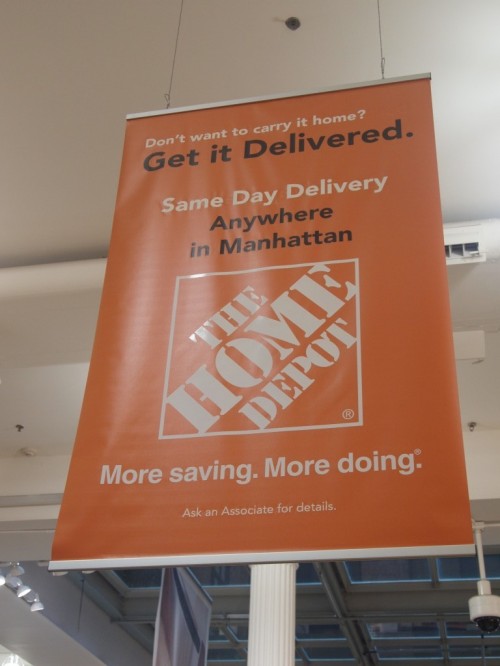 Don't want to carry it home?
Get it Delivered.
Same Day Delivery
Anywhere
in Manhattan
THE
HOME
DEPOT
®
More saving. More doing.®
Ask an Associate for details.